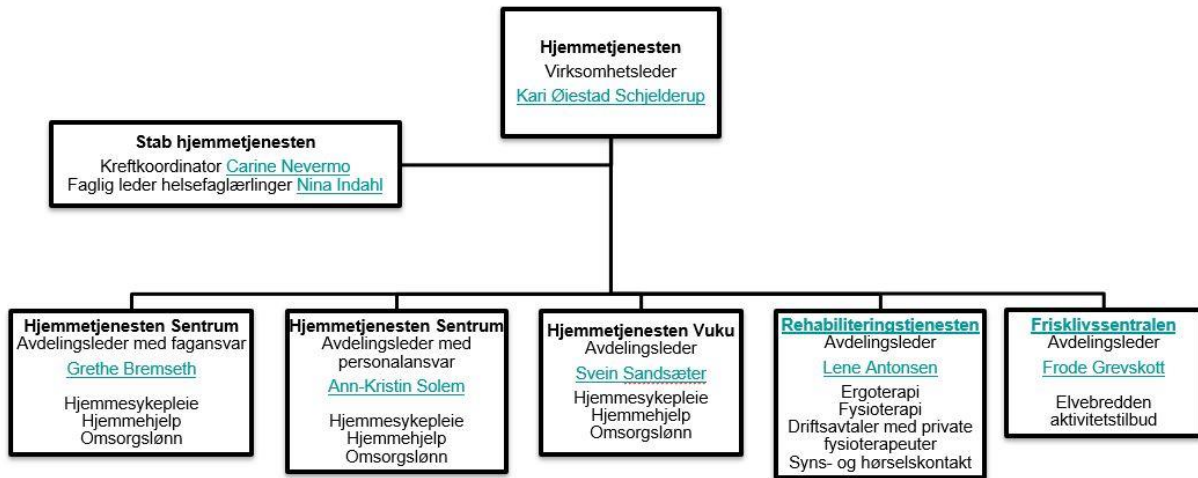 Hjemmetjenesten
Virksomhetsleder
Kari Øiestad Schjelderup
Stab hjemmetjenesten
Kreftkoordinator Carine Nevermo
Faglig leder helsefaglærlinger Nina Indahl
Hjemmetjenesten Sentrum
Avdelingsleder med fagansvar
Grethe Bremseth
Hjemmesykepleie
Hjemmehjelp
Omsorgslønn
Hjemmetjenesten Sentrum
Avdelingsleder med
personalansvar
Ann-Kristin Solem
Hjemmesykepleie
Hjemmehjelp
Omsorgslønn
Hjemmetjenesten Vuku
Avdelingsleder
Svein Sandsæter
Hjemmesykepleie
Hjemmehjelp
Omsorgslønn
Rehabiliteringstjenesten
Avdelingsleder
Lene Antonsen
Ergoterapi
Fysioterapi
Driftsavtaler med private
fysioterapeuter
Syns- og hørselskontakt
Frisklivssentralen
Avdelingsleder
Frode Grevskott
Elvebredden
aktivitetstilbud